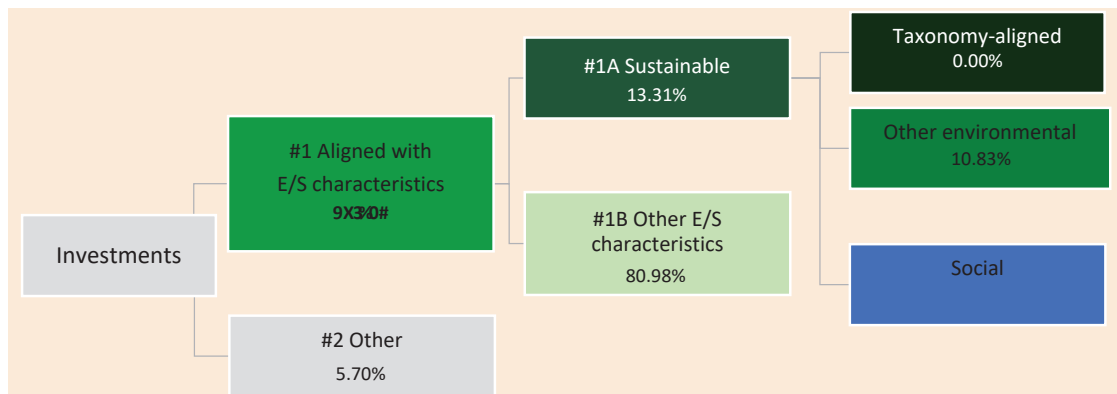 Investments
#1 Aligned with
E/S characteristics
#2 Other
5.70%
#1A Sustainable
13.31%
#1B Other E/S
characteristics
80.98%
Taxonomy-aligned
0.00%
Other environmental
10.83%
Social